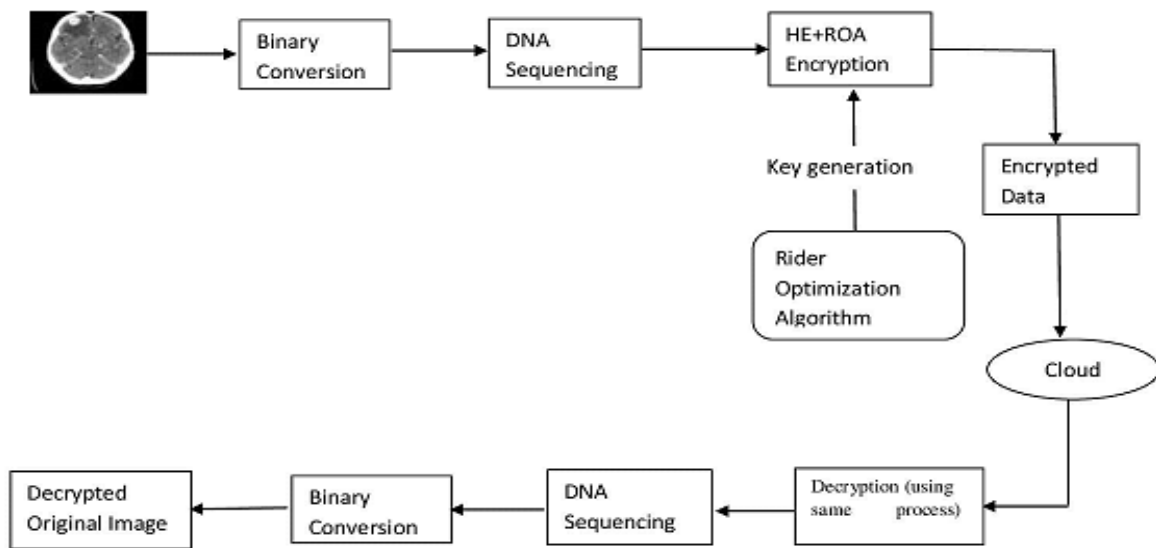 Binary
Conversion
DNA
Sequencing
HE+ROA
Encryption
Key generation
Encrypted
Data
Rider
Optimization
Algorithm
Cloud
Decryption (using
same process)
DNA
Sequencing
Binary
Conversion
Decrypted
Original Image